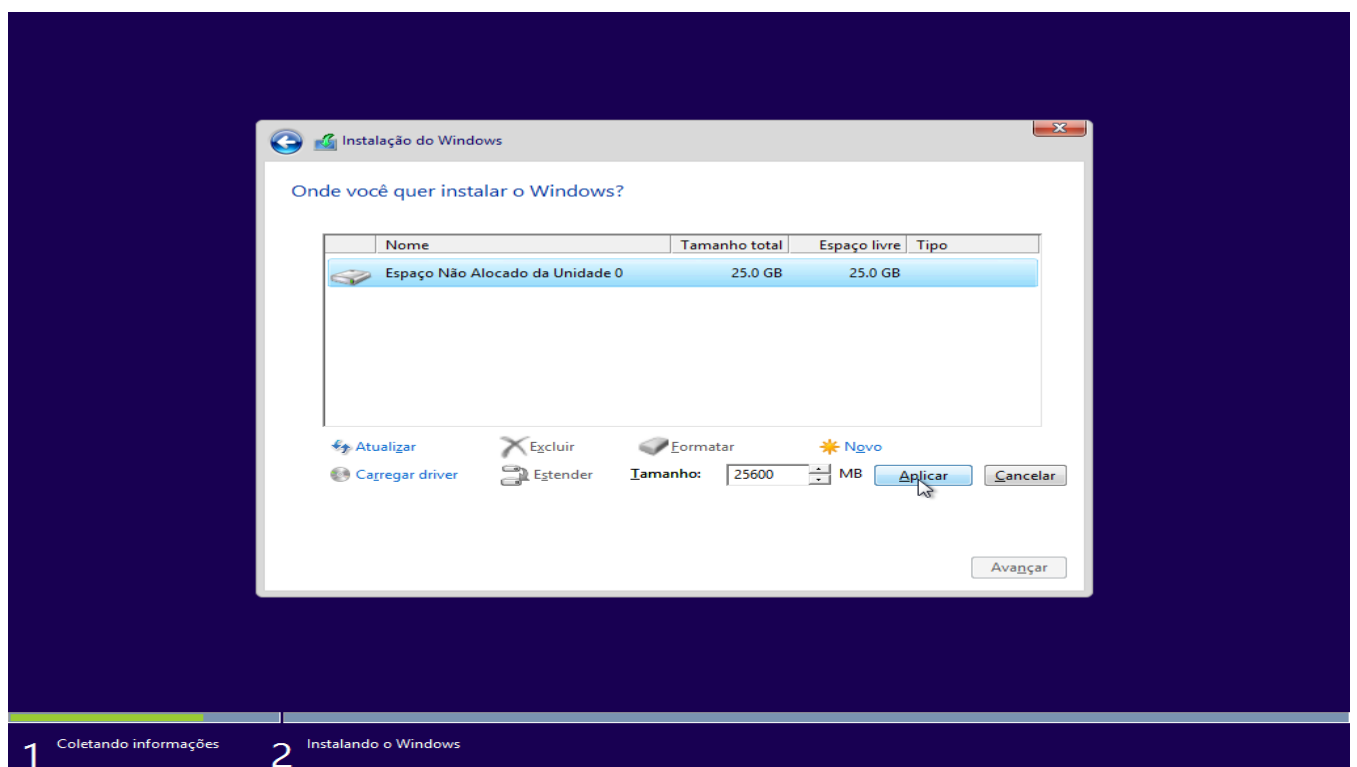 Instalação do Windows
Onde você quer instalar o Windows?
Nome Tamanho total Espaço livre Tipo
Espaço Não Alocado da Unidade 0 25.0 GB 25.0 GB
Atualizar Excluir Formatar Novo
Carregar driver Estender Tamanho: 25600 MB Aplicar Cancelar
Avançar
1 Coletando informações 2 Instalando o Windows